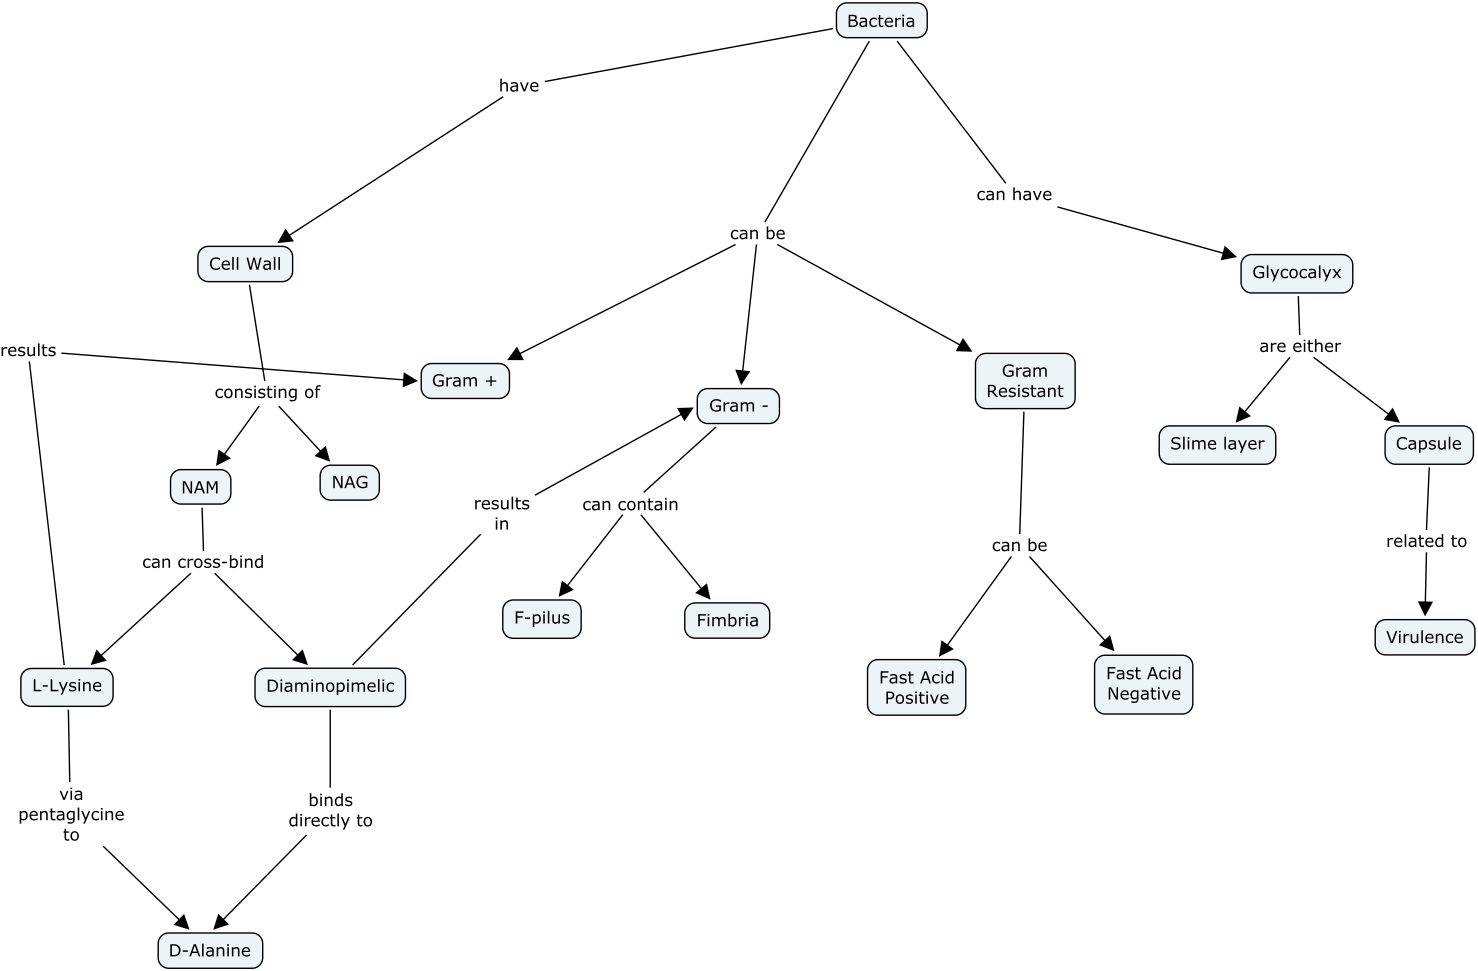 Bacteria
have
can have
can be
Cell Wall
Glycocalyx
results
are either
Gram +
Gram
Resistant
consisting of
Gram -
Slime layer
Capsule
NAM
NAG
results
in
can contain
related to
can cross-bind
can be
F-pilus
Fimbria
Virulence
L-Lysine
Diaminopimelic
Fast Acid
Positive
Fast Acid
Negative
via
pentaglycine
to
binds
directly to
D-Alanine